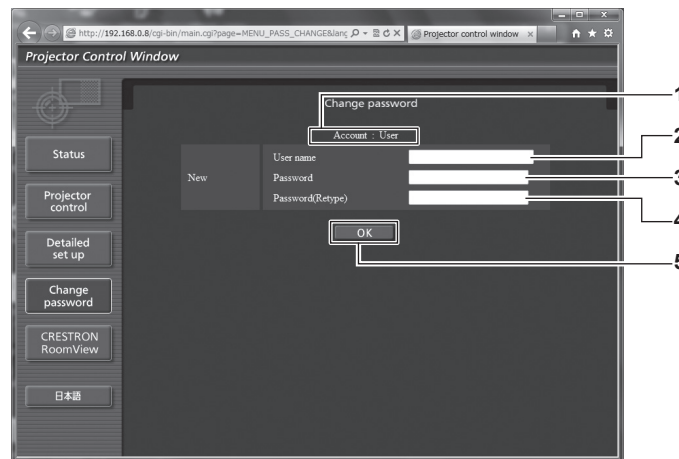 http://192.168.0.8/cgi-bin/main.cgi?page=MENU_PASS_CHANGE&lang
Projector control window
Projector Control Window
Change password
Account : User
New
User name
Password
Password(Retype)
OK
Status
Projector
control
Detailed
set up
Change
password
CRESTRON
RoomView
日本語
1
2
3
4
5